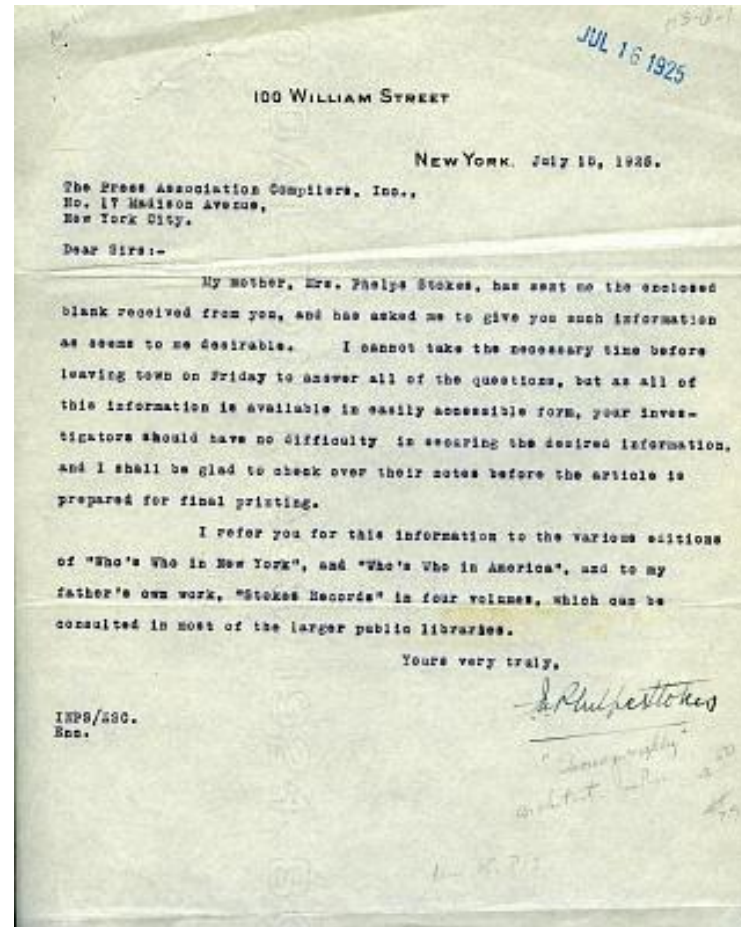 JUL 16 1925
100 WILLIAM STREET
NEW YORK. July 15, 1925.
The Press Association Compilers, Inc.,
No. 17 Madison Avenue,
New York City.
Dear Sirs:-
My mother, Mrs. Phelps Stokes, has sent me the enclosed
blank received from you, and has asked me to give you such information
as seems to me desirable. I cannot take the necessary time before
leaving town on Friday to answer all of the questions, but as all of
this information is available in easily accessible form, your inves-
tigators should have no difficulty in securing the desired information,
and I shall be glad to check over their notes before the article is
prepared for final printing.
I refer you for this information to the various editions
of "Who's Who in New York", and "Who's Who in America", and to my
father's own work, "Stokes Records" in four volumes, which can be
consulted in most of the larger public libraries.
Yours very truly,
Phelps Stokes
INPS/
Enc.
architect